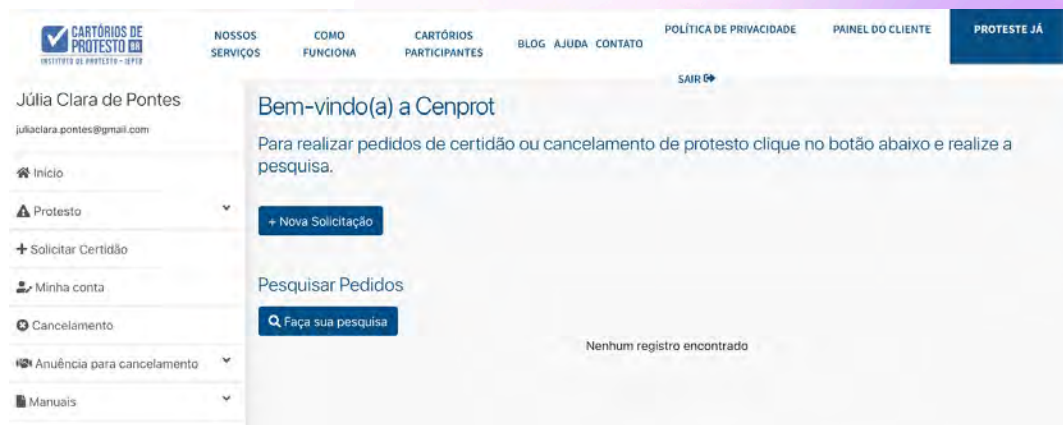 CARTÓRIOS DE
PROTESTO BR
INSTITUTO DE PROTESTO - IEPTB
NOSSOS
SERVIÇOS
COMO
FUNCIONA
CARTÓRIOS
PARTICIPANTES
BLOG AJUDA CONTATO
POLÍTICA DE PRIVACIDADE
PAINEL DO CLIENTE
PROTESTE JÁ
SAIR
Júlia Clara de Pontes
juliaclara.pontes@gmail.com
Início
Protesto
Solicitar Certidão
Minha conta
Cancelamento
Anuência para cancelamento
Manuais
Bem-vindo(a) a Cenprot
Para realizar pedidos de certidão ou cancelamento de protesto clique no botão abaixo e realize a
pesquisa.
+ Nova Solicitação
Pesquisar Pedidos
Faça sua pesquisa
Nenhum registro encontrado